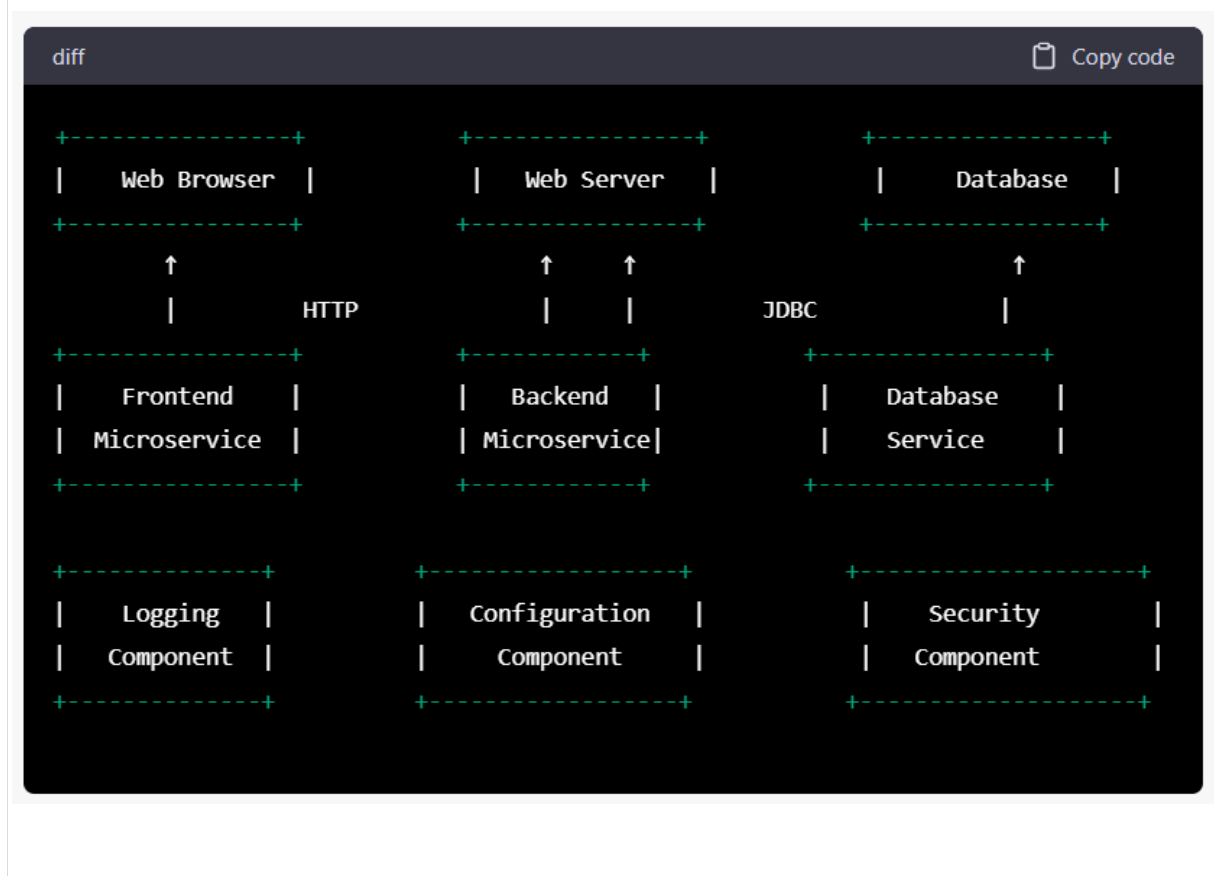 diff Copy code
+----------------+ +----------------+ +----------------+
| Web Browser | | Web Server | | Database |
+----------------+ +----------------+ +----------------+
↑ ↑ ↑ ↑
| HTTP | | JDBC |
+----------------+ +------------+ +----------------+
| Frontend | | Backend | | Database |
| Microservice | | Microservice| | Service |
+----------------+ +------------+ +----------------+
+--------------+ +------------------+ +--------------------+
| Logging | | Configuration | | Security |
| Component | | Component | | Component |
+--------------+ +------------------+ +--------------------+